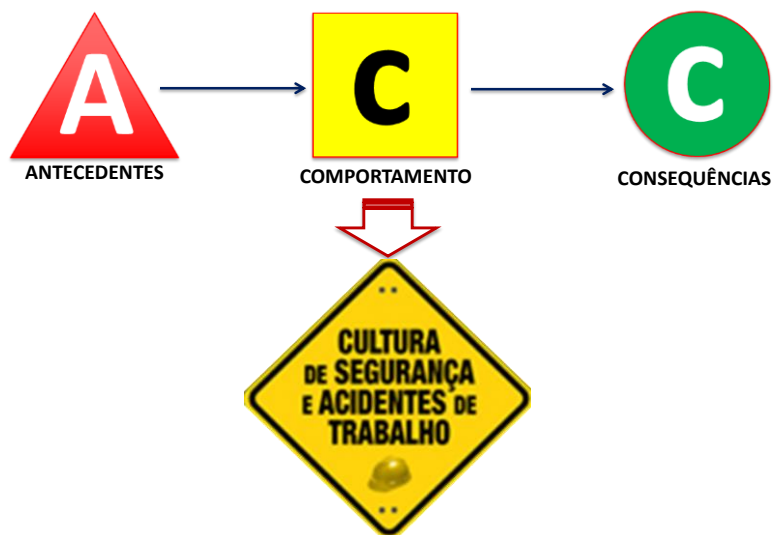 A
C
C
ANTECEDENTES
COMPORTAMENTO
CONSEQUÊNCIAS
CULTURA
DE SEGURANÇA
E ACIDENTES DE
TRABALHO